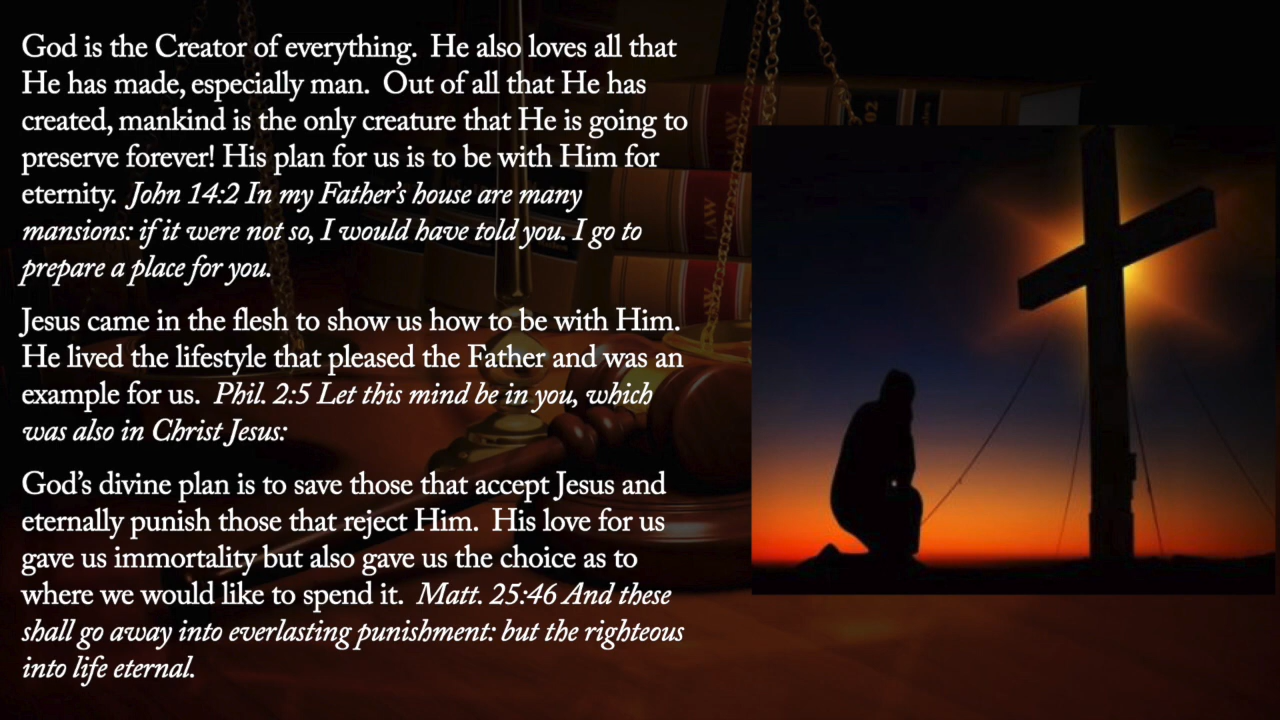 God is the Creator of everything.  He also loves all that
He has made, especially man.  Out of all that He has
created, mankind is the only creature that He is going to
preserve forever! His plan for us is to be with Him for
eternity.  John 14:2 In my Father’s house are many
mansions: if it were not so, I would have told you. I go to
prepare a place for you.
Jesus came in the flesh to show us how to be with Him.
He lived the lifestyle that pleased the Father and was an
example for us.  Phil. 2:5 Let this mind be in you, which
was also in Christ Jesus:
God’s divine plan is to save those that accept Jesus and
eternally punish those that reject Him.  His love for us
gave us immortality but also gave us the choice as to
where we would like to spend it.  Matt. 25:46 And these
shall go away into everlasting punishment: but the righteous
into life eternal.
LAW
02
LAW